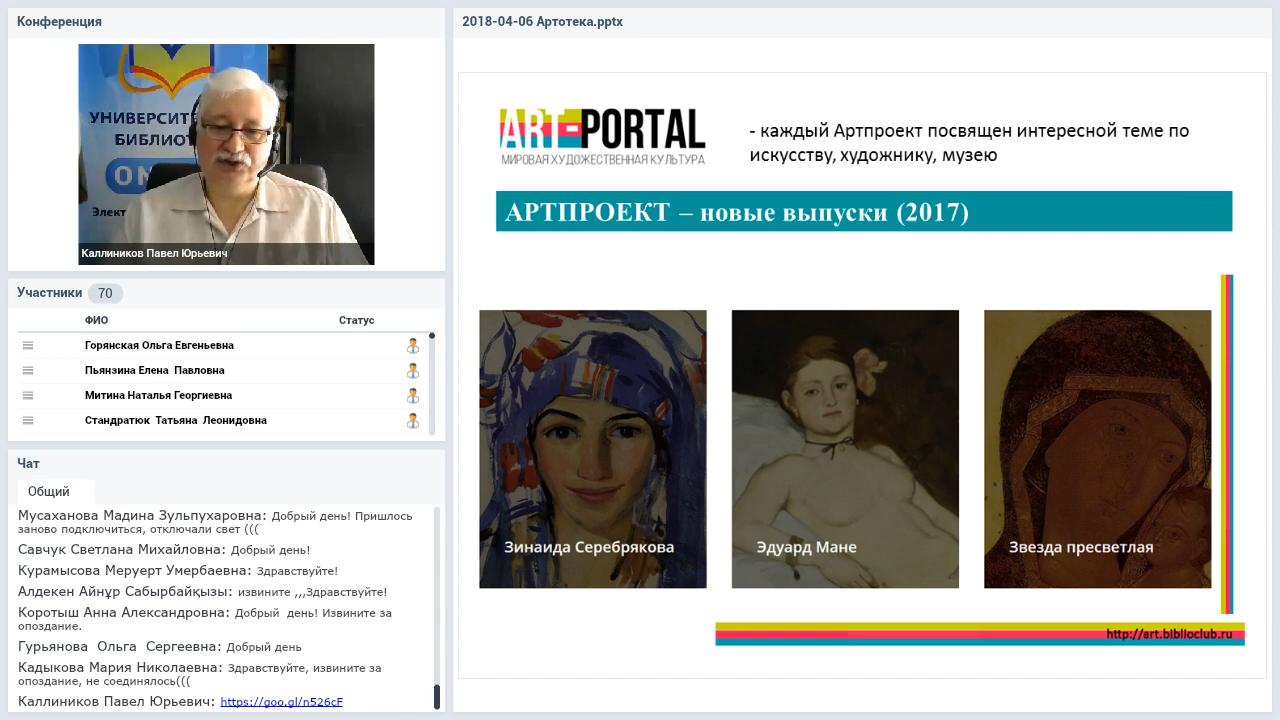 Конференция
УНИВЕРСИТ
БИБЛИО
ON
Элект
Каллиников Павел Юрьевич
Участники 70
ФИО Статус
Горянская Ольга Евгеньевна
Пьянзина Елена Павловна
Митина Наталья Георгиевна
Стандратюк Татьяна Леонидовна
Чат
Общий
Мусаханова Мадина Зульпухаровна: Добрый день! Пришлось
заново подключиться, отключали свет (((
Савчук Светлана Михайловна: Добрый день!
Курамысова Меруерт Умербаевна: Здравствуйте!
Алдекен Айнұр Сабырбайқызы: извините ,,,Здравствуйте!
Коротыш Анна Александровна: Добрый день! Извините за
опоздание.
Гурьянова Ольга Сергеевна: Добрый день
Кадыкова Мария Николаевна: Здравствуйте, извините за
опоздание, не соединялось(((
Каллиников Павел Юрьевич: https://goo.gl/n526cF
2018-04-06 Артотека.pptx
ART-PORTAL
МИРОВАЯ ХУДОЖЕСТВЕННАЯ КУЛЬТУРА
- каждый Артпроект посвящен интересной теме по
искусству, художнику, музею
АРТПРОЕКТ – новые выпуски (2017)
Зинаида Серебрякова
Эдуард Мане
Звезда пресветлая
http://art.biblioclub.ru